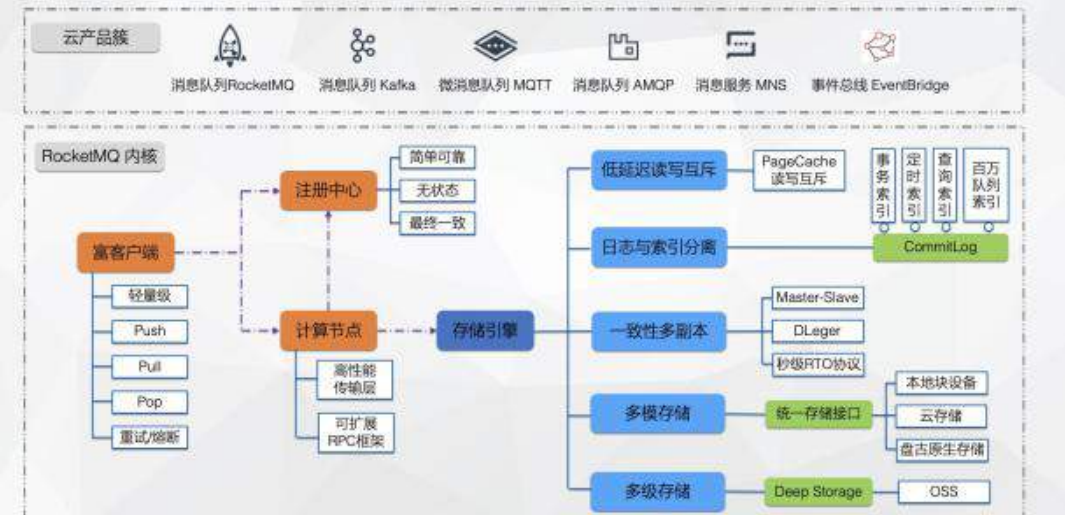 云产品簇
消息队列RocketMQ
消息队列 Kafka
微消息队列 MQTT
消息队列 AMQP
消息服务 MNS
事件总线 EventBridge
RocketMQ 内核
富客户端
轻量级
Push
Pull
Pop
重试/熔断
注册中心
简单可靠
无状态
最终一致
计算节点
高性能
传输层
可扩展
RPC框架
存储引擎
低延迟读写互斥
PageCache
读写互斥
日志与索引分离
事务索引
定时索引
查询索引
百万
队列
索引
CommitLog
一致性多副本
Master-Slave
DLeger
秒级RTO协议
多模存储
统一存储接口
本地块设备
云存储
盘古原生存储
多级存储
Deep Storage
OSS